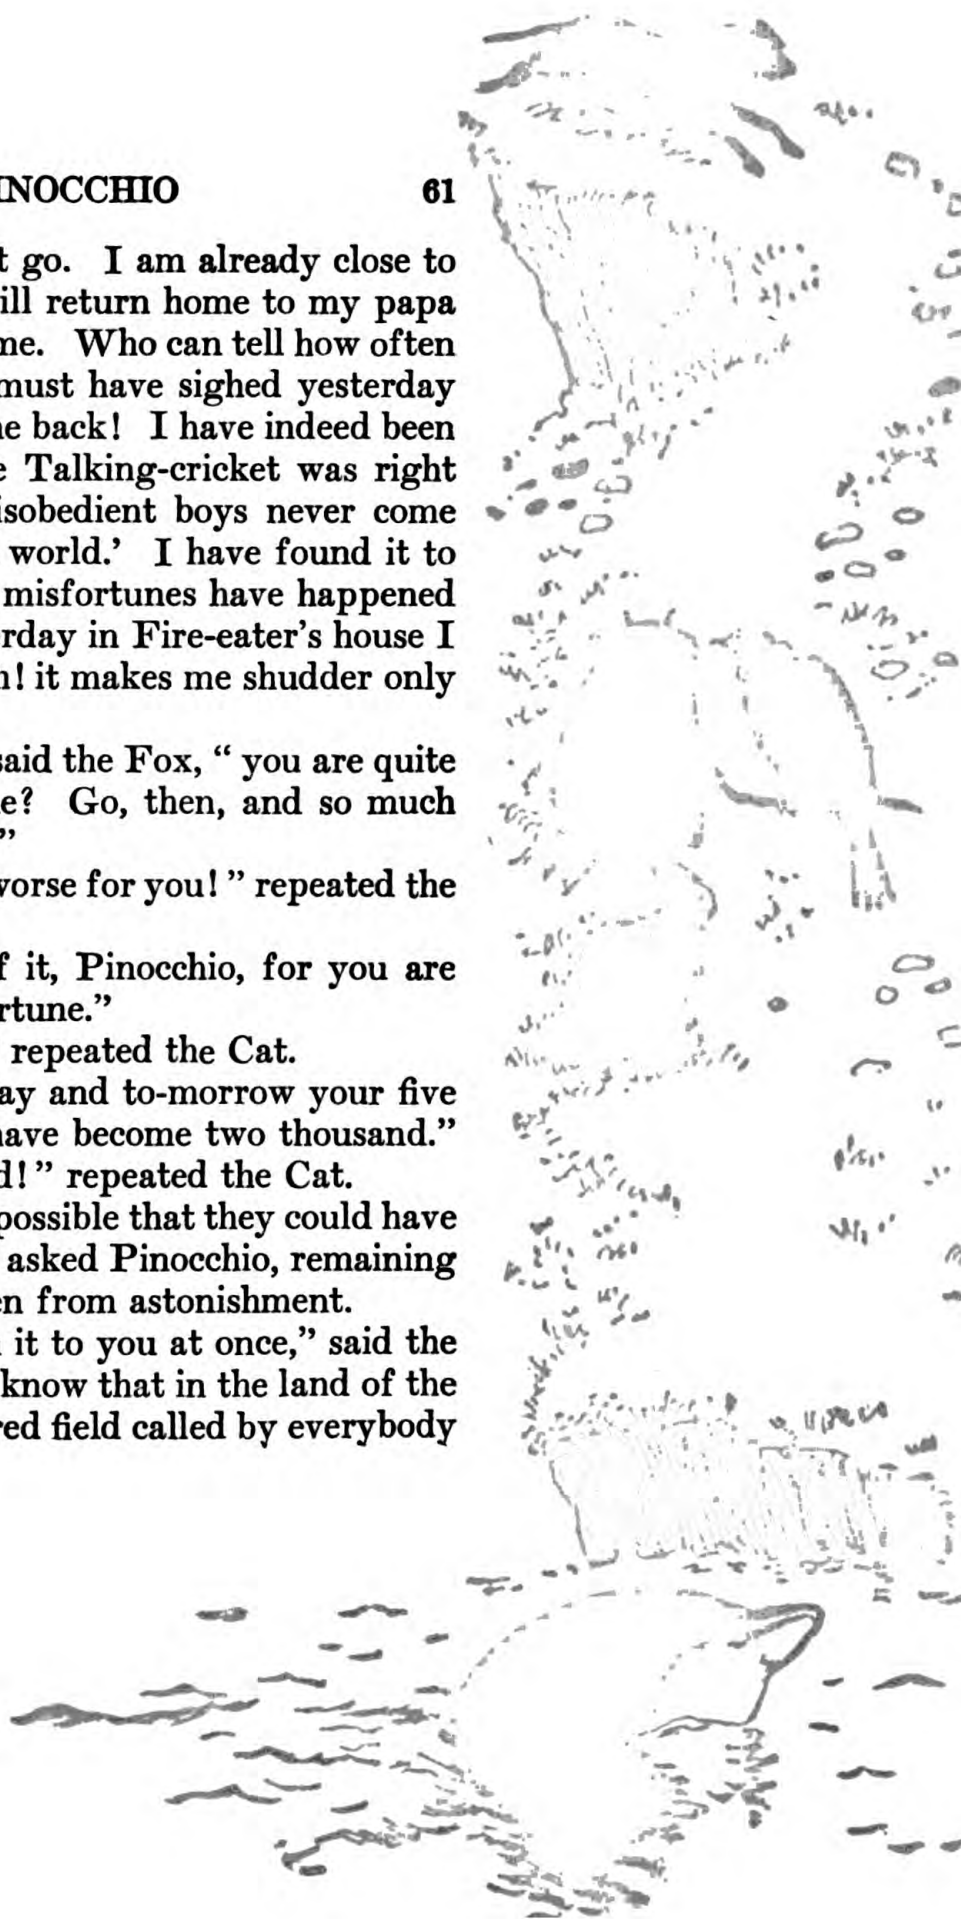 INOCCHIO 61
t go. I am already close to
ill return home to my papa
me. Who can tell how often
must have sighed yesterday
e back! I have indeed been
e Talking-cricket was right
isobedient boys never come
world.’ I have found it to
misfortunes have happened
rday in Fire-eater’s house I
h! it makes me shudder only
said the Fox, “ you are quite
e? Go, then, and so much
”
vorse for you! ” repeated the
f it, Pinocchio, for you are
rtune.”
repeated the Cat.
ay and to-morrow your five
have become two thousand.”
d! ” repeated the Cat.
possible that they could have
asked Pinocchio, remaining
en from astonishment.
it to you at once,” said the
know that in the land of the
red field called by everybody